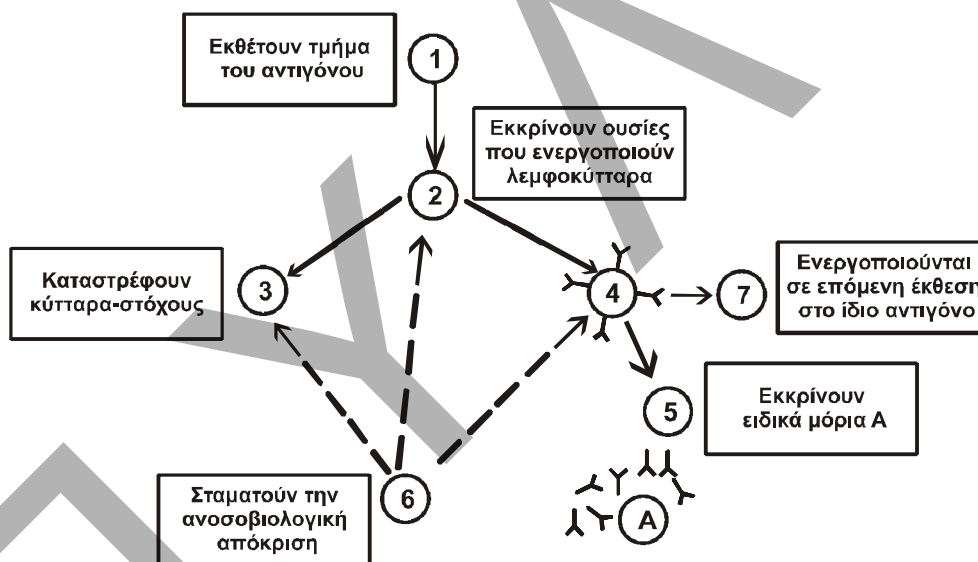 Εκθέτουν τμήμα
του αντιγόνου
1
Εκκρίνουν ουσίες
που ενεργοποιούν
λεμφοκύτταρα
2
Καταστρέφουν
κύτταρα-στόχους
3
4
7
Ενεργοποιούνται
σε επόμενη έκθεση
στο ίδιο αντιγόνο
5
Εκκρίνουν
ειδικά μόρια Α
Σταματούν την
ανοσοβιολογική
απόκριση
6
Α